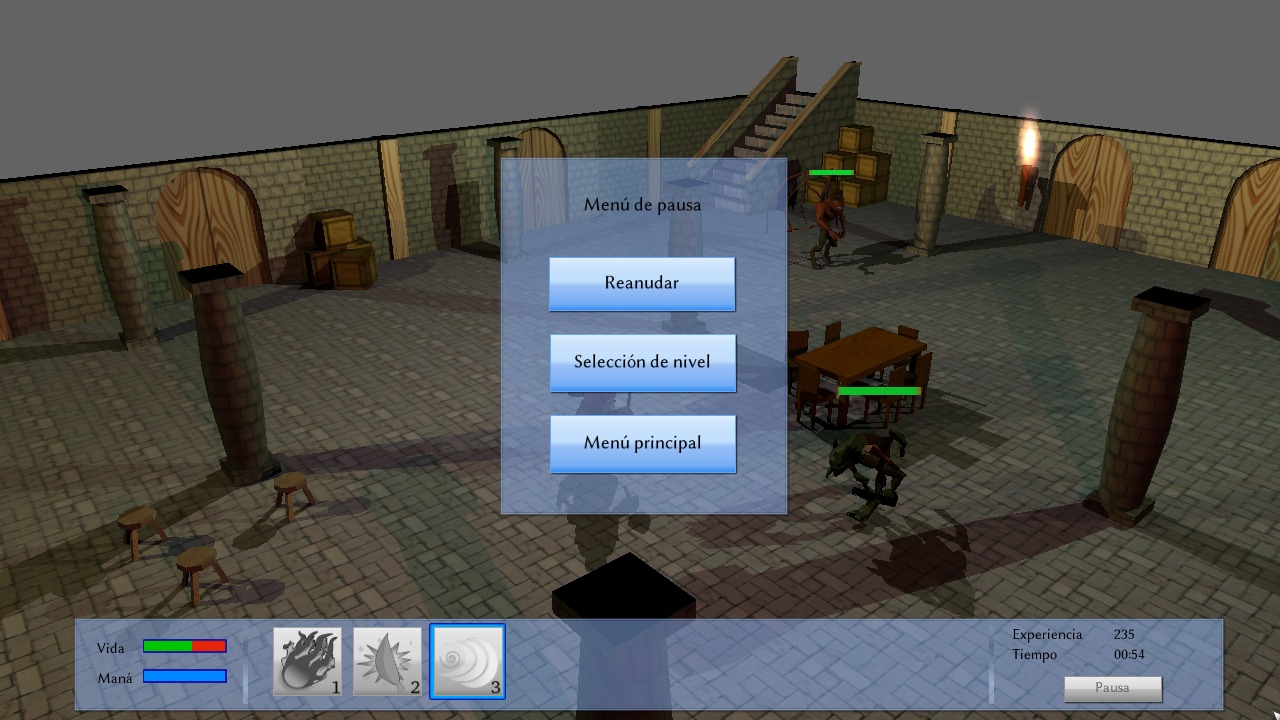 Menú de pausa
Reanudar
Selección de nivel
Menú principal
Vida
Maná
1
2
3
Experiencia 235
Tiempo 00:54
Pausa